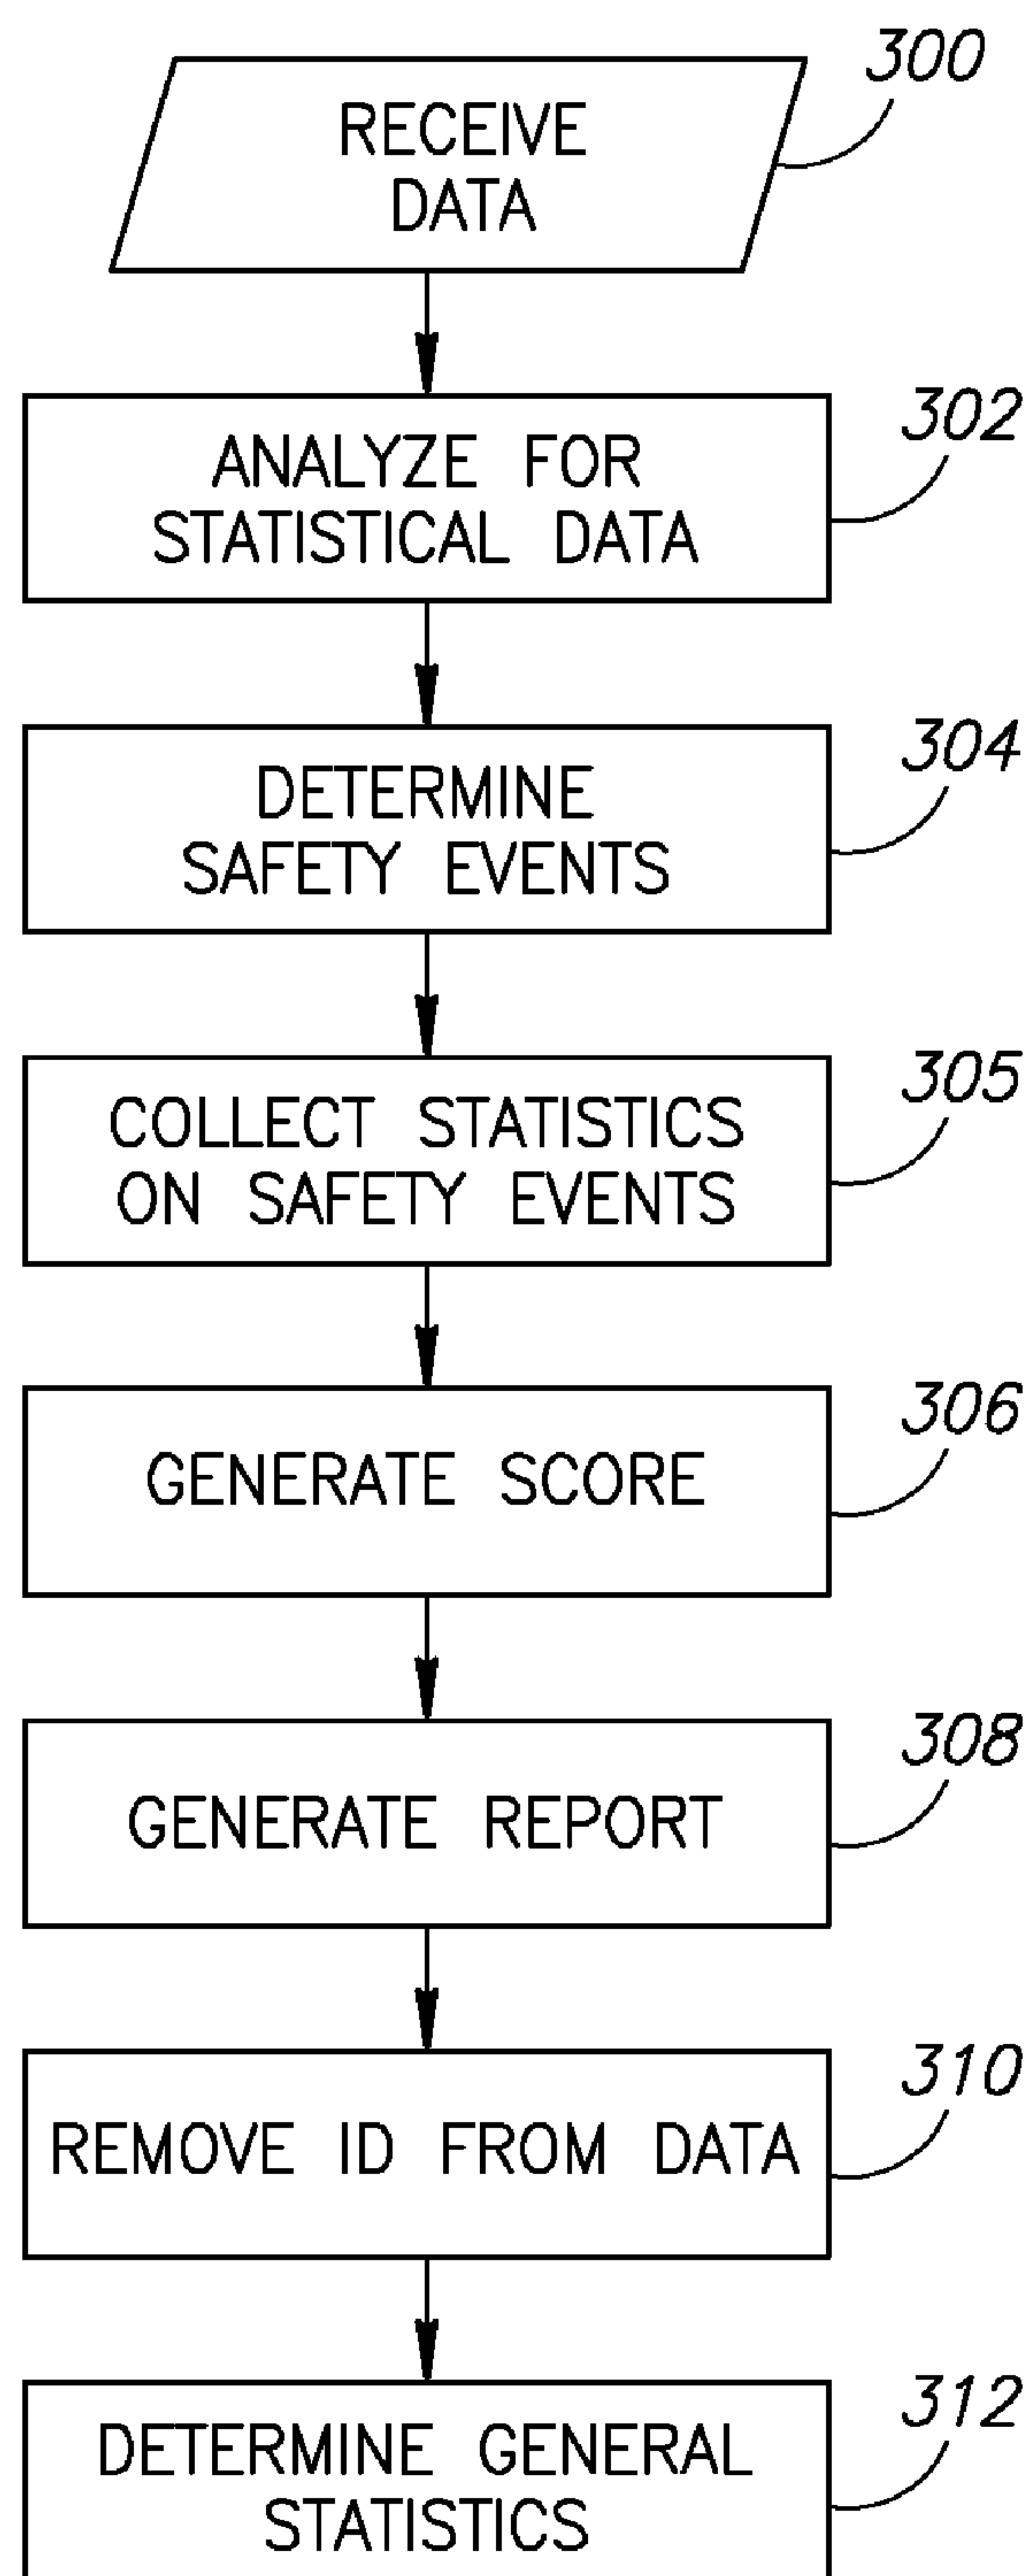 300
RECEIVE
DATA
302
ANALYZE FOR
STATISTICAL DATA
304
DETERMINE
SAFETY EVENTS
305
COLLECT STATISTICS
ON SAFETY EVENTS
306
GENERATE SCORE
308
GENERATE REPORT
310
REMOVE ID FROM DATA
312
DETERMINE GENERAL
STATISTICS